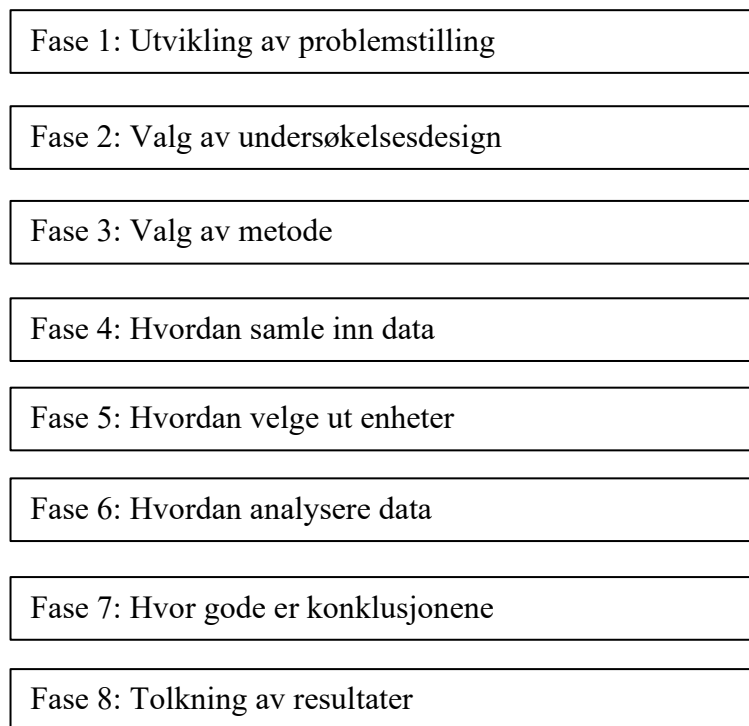 Fase 1: Utvikling av problemstilling
Fase 2: Valg av undersøkelsesdesign
Fase 3: Valg av metode
Fase 4: Hvordan samle inn data
Fase 5: Hvordan velge ut enheter
Fase 6: Hvordan analysere data
Fase 7: Hvor gode er konklusjonene
Fase 8: Tolkning av resultater